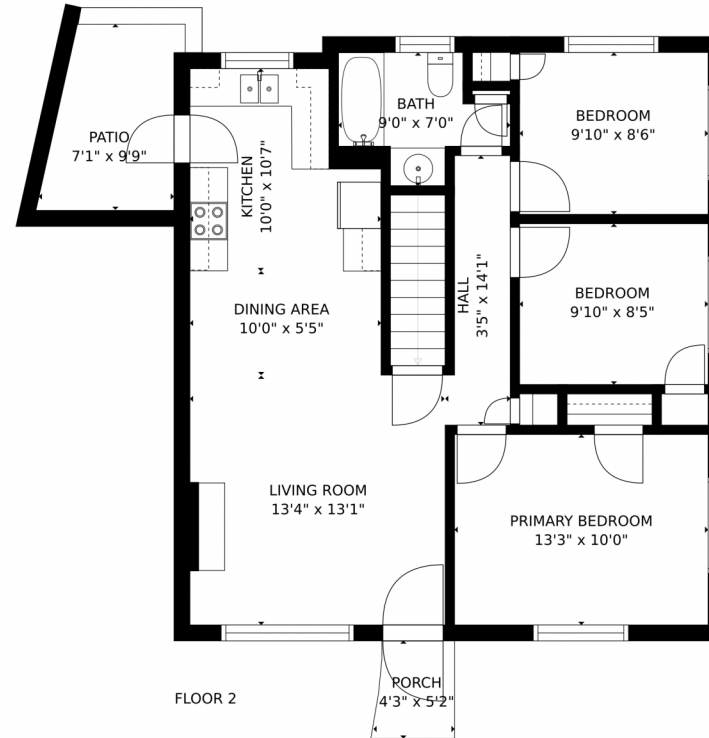 PATIO
7'1" x 9'9"
KITCHEN
10'0" x 10'7"
BATH
9'0" x 7'0"
BEDROOM
9'10" x 8'6"
DINING AREA
10'0" x 5'5"
HALL
3'5" x 14'1"
BEDROOM
9'10" x 8'5"
LIVING ROOM
13'4" x 13'1"
PRIMARY BEDROOM
13'3" x 10'0"
PORCH
4'3" x 5'2"
FLOOR 2